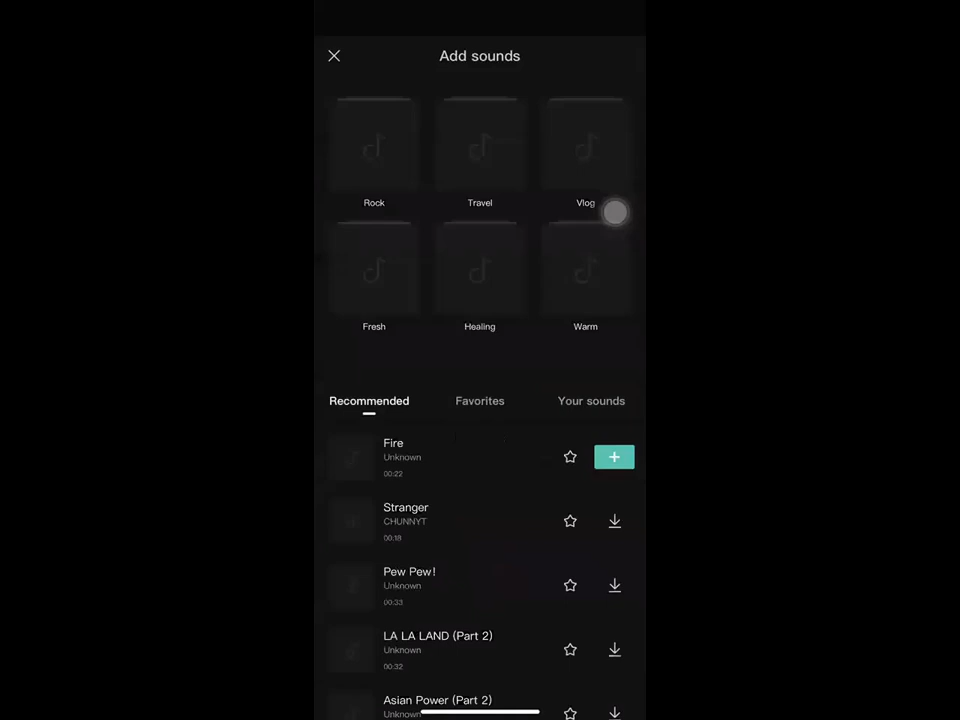 Add sounds
Rock
Travel
Vlog
Fresh
Healing
Warm
Recommended
Favorites
Your sounds
Fire
Unknown
00:22
Stranger
CHUNNYT
00:18
Pew Pew!
Unknown
00:33
LA LA LAND (Part 2)
Unknown
00:32
Asian Power (Part 2)
Unknown